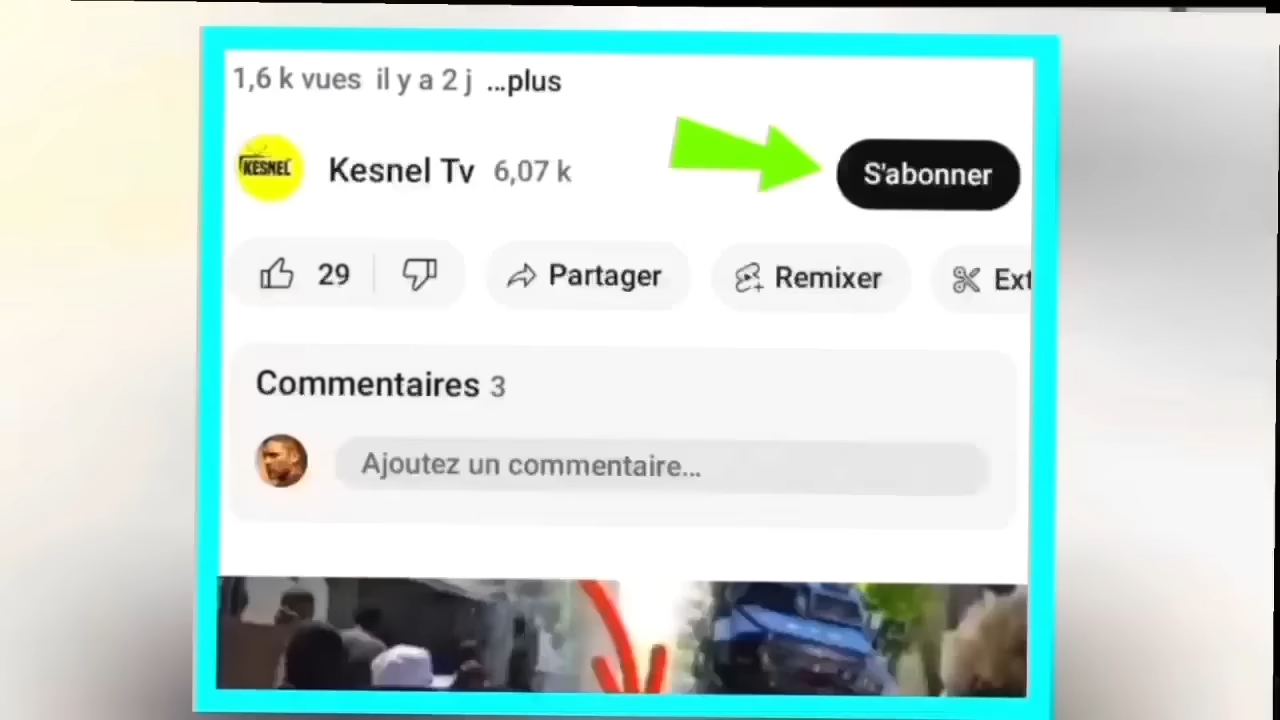 1,6 k vues il y a 2 j ...plus
KESNEL
Kesnel Tv 6,07 k
S'abonner
29
Partager
Remixer
Ext
Commentaires 3
Ajoutez un commentaire...